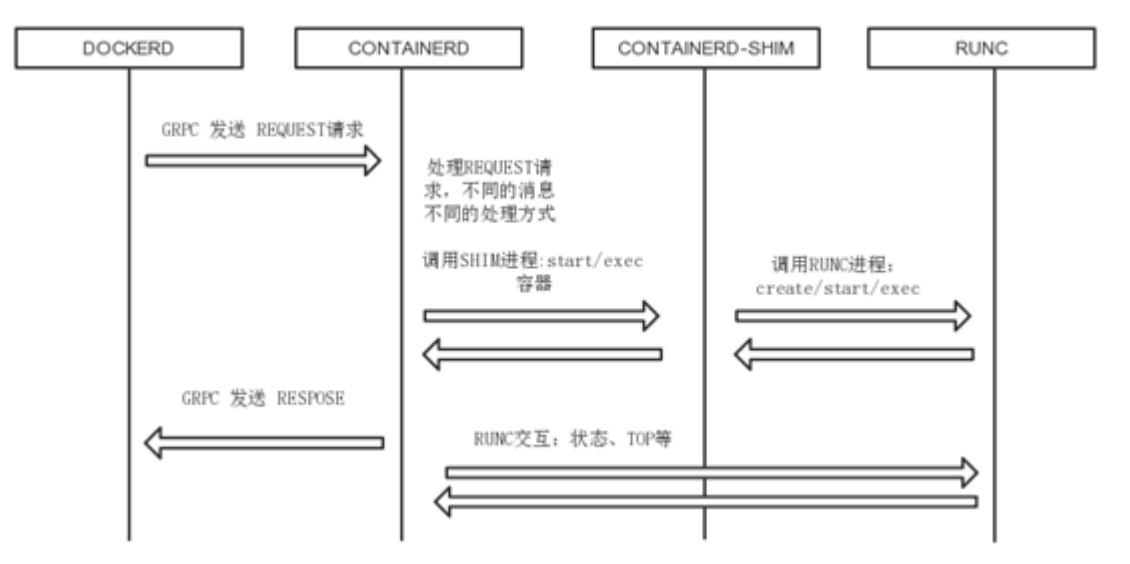 DOCKERD
CONTAINERD
CONTAINERD-SHIM
RUNC
GRPC 发送 REQUEST请求
处理REQUEST请
求，不同的消息
不同的处理方式
调用SHIM进程:start/exec
容器
调用RUNC进程：
create/start/exec
GRPC 发送 RESPOSE
RUNC交互：状态、TOP等